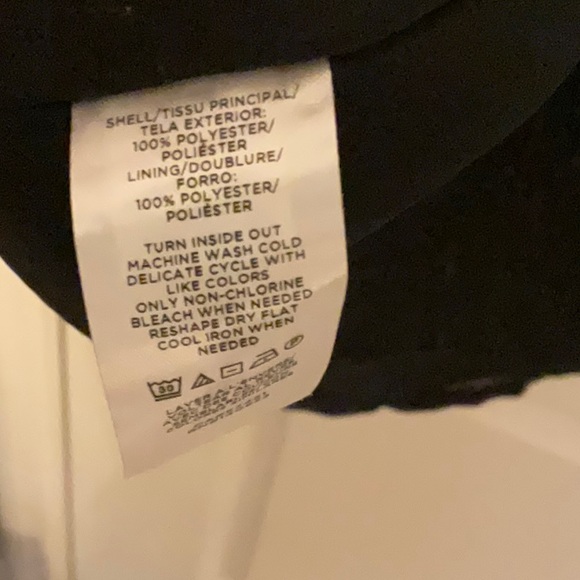 SHELL/TISSU PRINCIPAL/
TELA EXTERIOR:
100% POLYESTER/
POLIÉSTER
LINING/DOUBLURE/
FORRO:
100% POLYESTER/
POLIÉSTER
TURN INSIDE OUT
MACHINE WASH COLD
DELICATE CYCLE WITH
LIKE COLORS
ONLY NON-CHLORINE
BLEACH WHEN NEEDED
RESHAPE DRY FLAT
COOL IRON WHEN
NEEDED
30